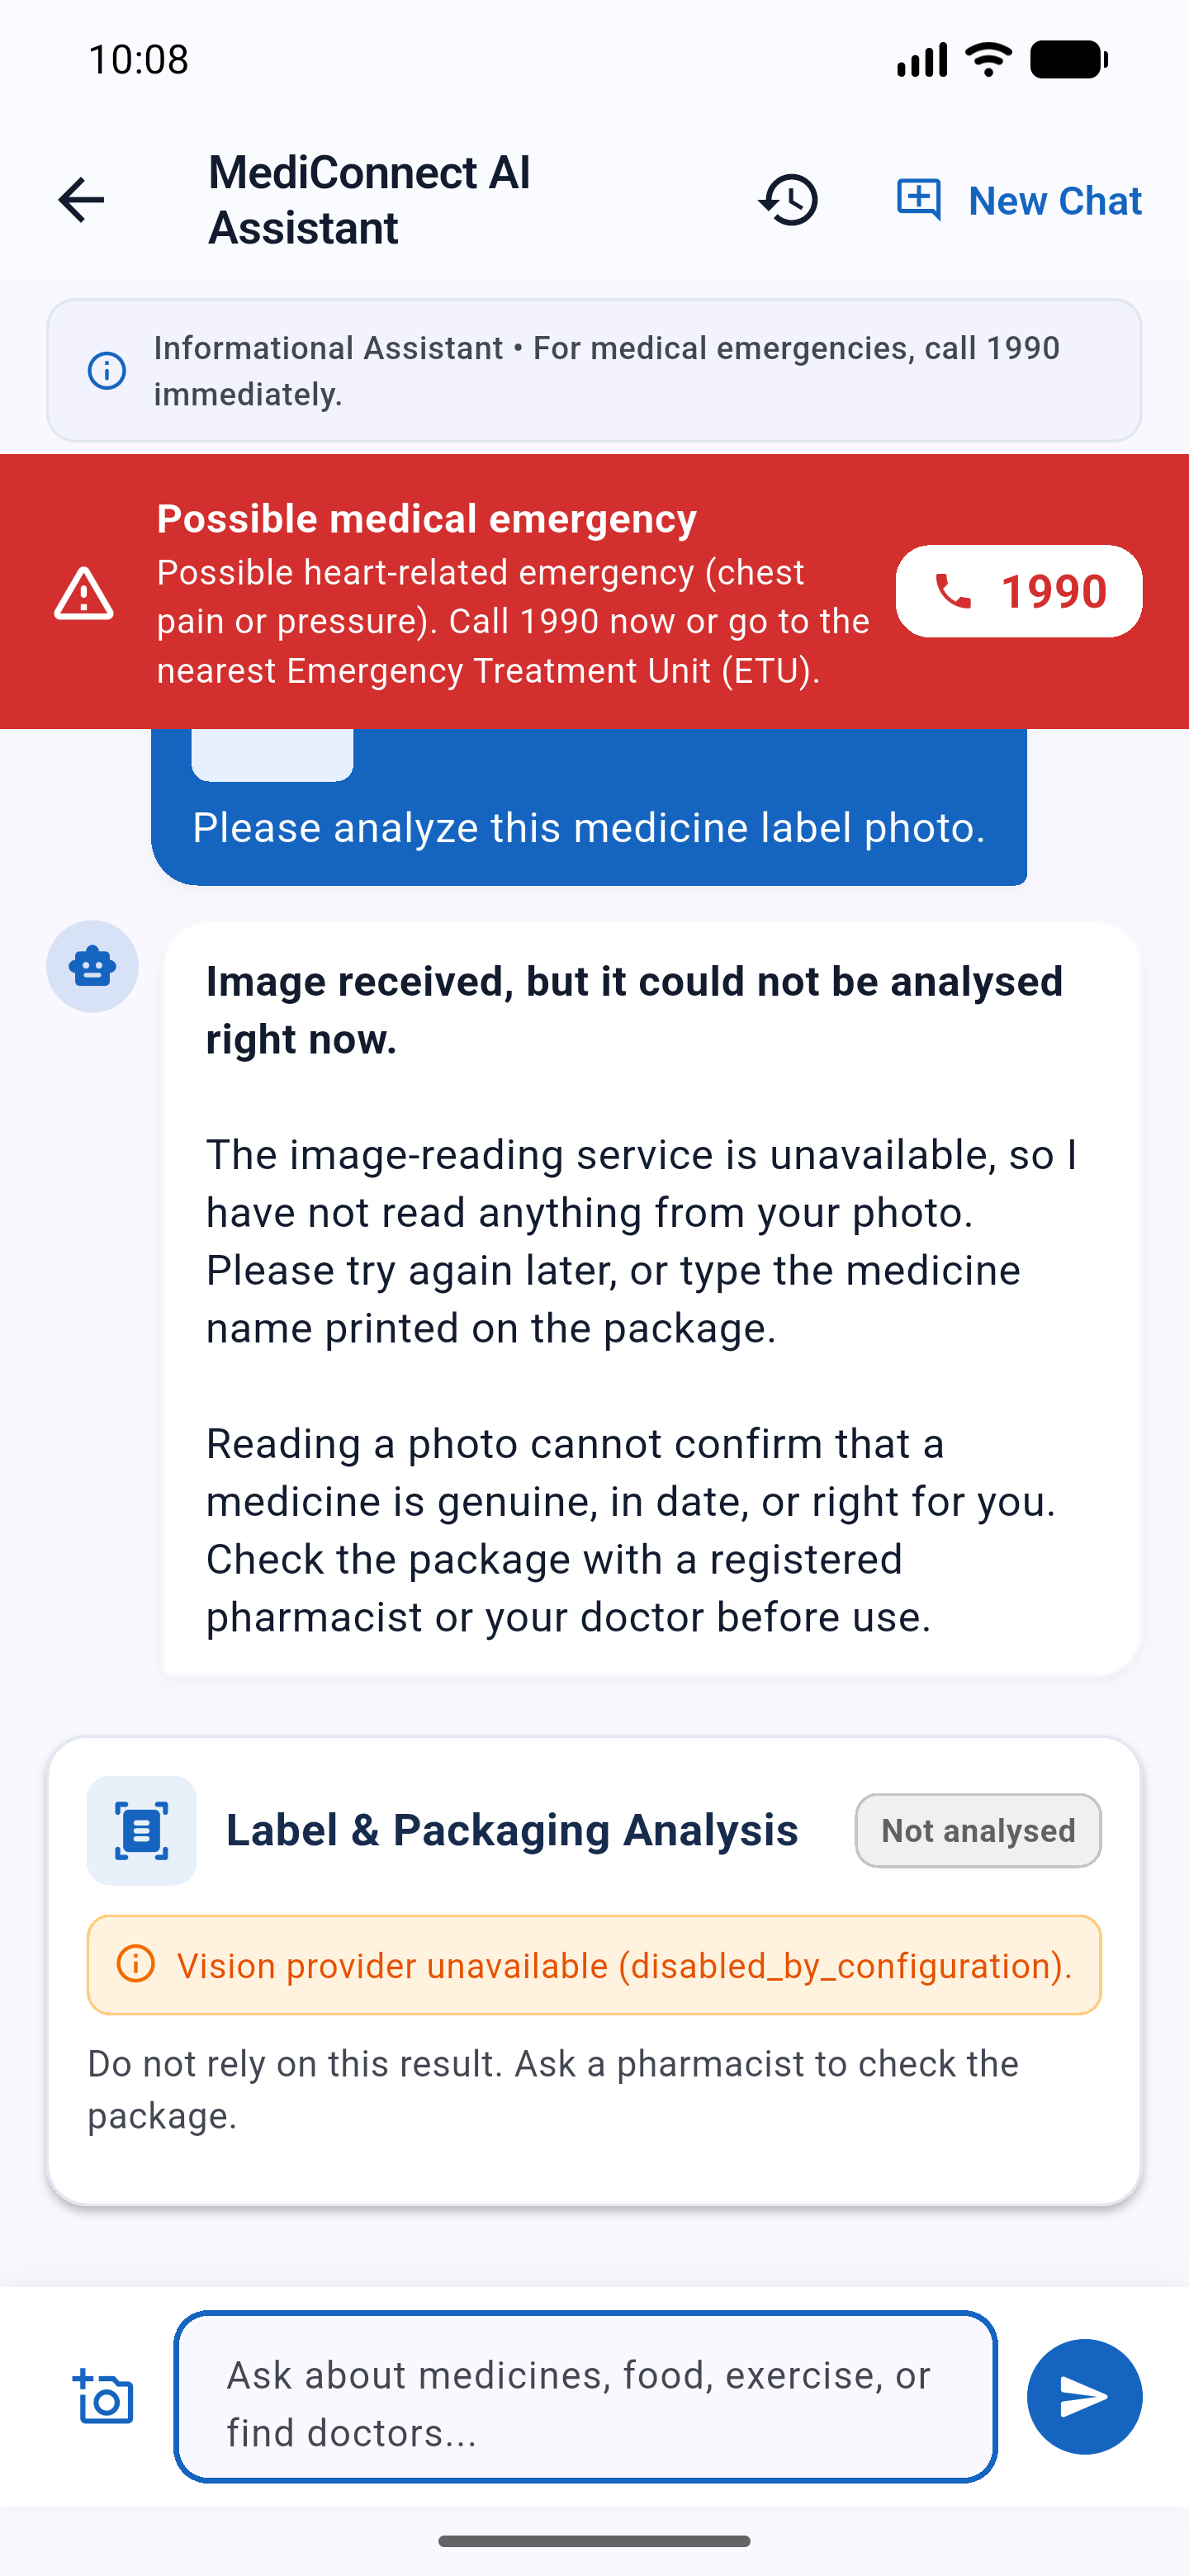 10:08
MediConnect AI
Assistant
New Chat
Informational Assistant • For medical emergencies, call 1990
immediately.
Possible medical emergency
Possible heart-related emergency (chest
pain or pressure). Call 1990 now or go to the
nearest Emergency Treatment Unit (ETU).
1990
Please analyze this medicine label photo.
Image received, but it could not be analysed
right now.
The image-reading service is unavailable, so I
have not read anything from your photo.
Please try again later, or type the medicine
name printed on the package.
Reading a photo cannot confirm that a
medicine is genuine, in date, or right for you.
Check the package with a registered
pharmacist or your doctor before use.
Label & Packaging Analysis
Not analysed
Vision provider unavailable (disabled_by_configuration).
Do not rely on this result. Ask a pharmacist to check the
package.
Ask about medicines, food, exercise, or
find doctors...